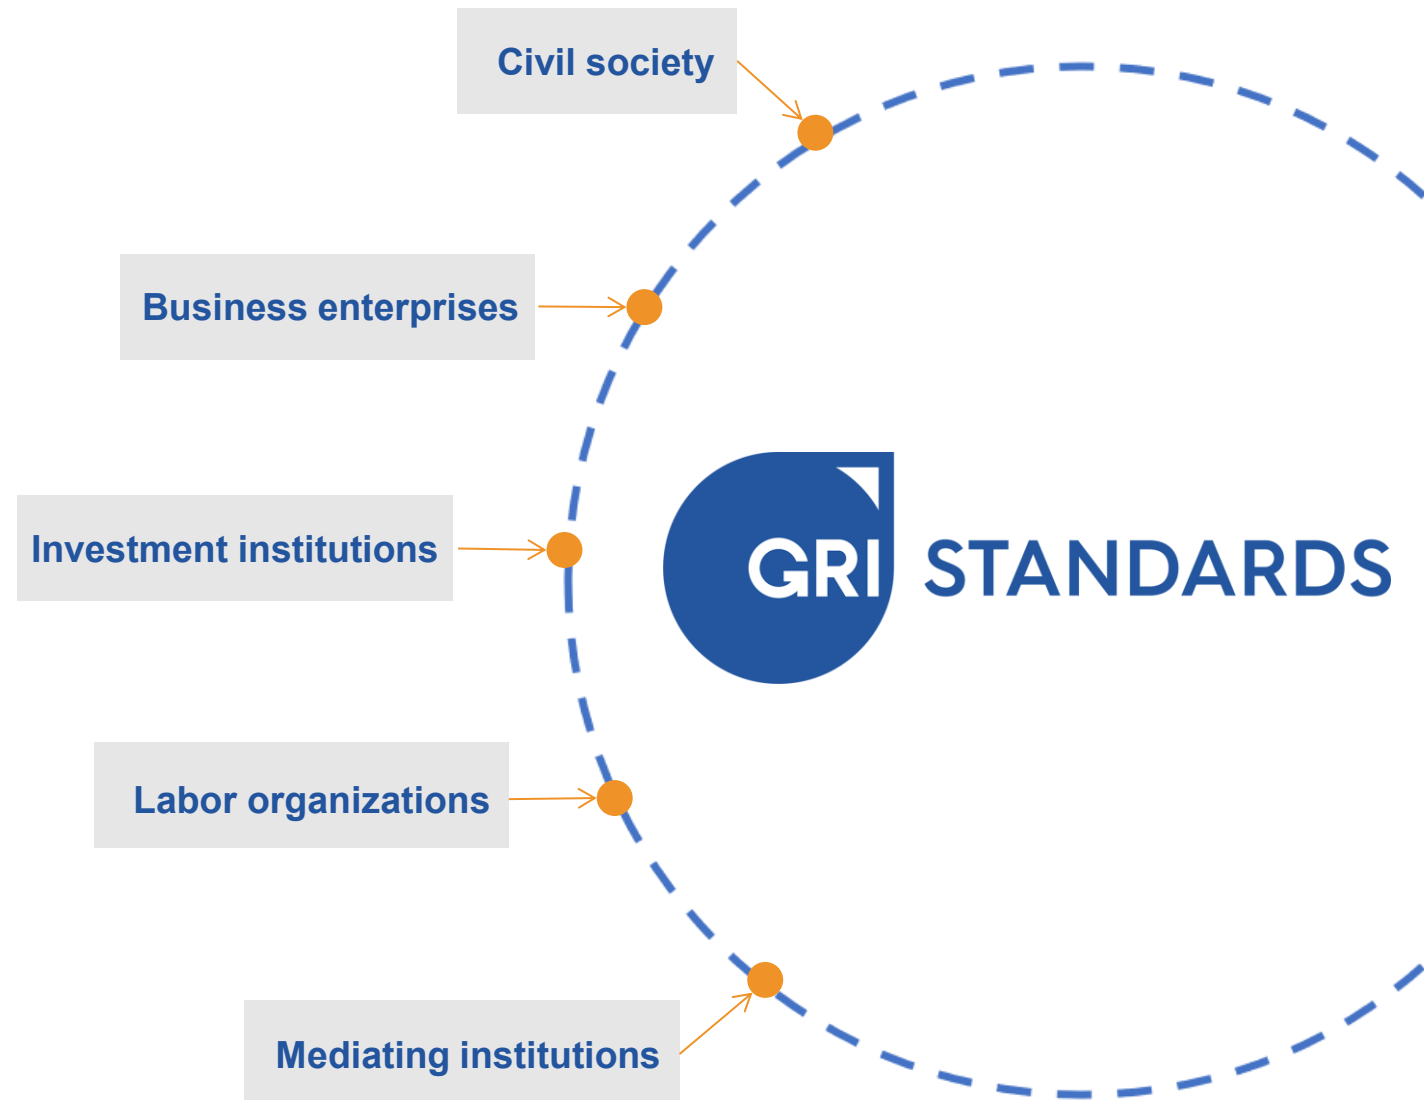 Civil society
Business enterprises
Investment institutions
GRI STANDARDS
Labor organizations
Mediating institutions